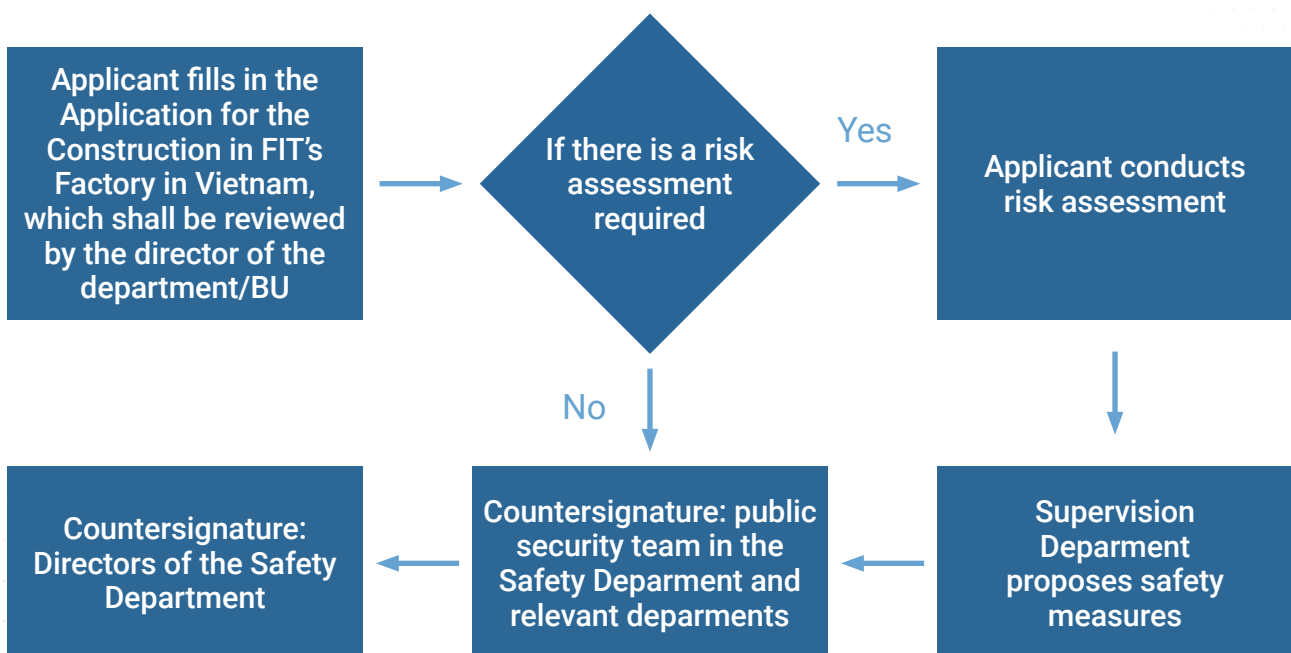 Applicant fills in the
Application for the
Construction in FIT’s
Factory in Vietnam,
which shall be reviewed
by the director of the
department/BU
If there is a risk
assessment
required
Yes
Applicant conducts
risk assessment
No
Countersignature:
Directors of the Safety
Department
Countersignature: public
security team in the
Safety Deparment and
relevant deparments
Supervision
Deparment
proposes safety
measures